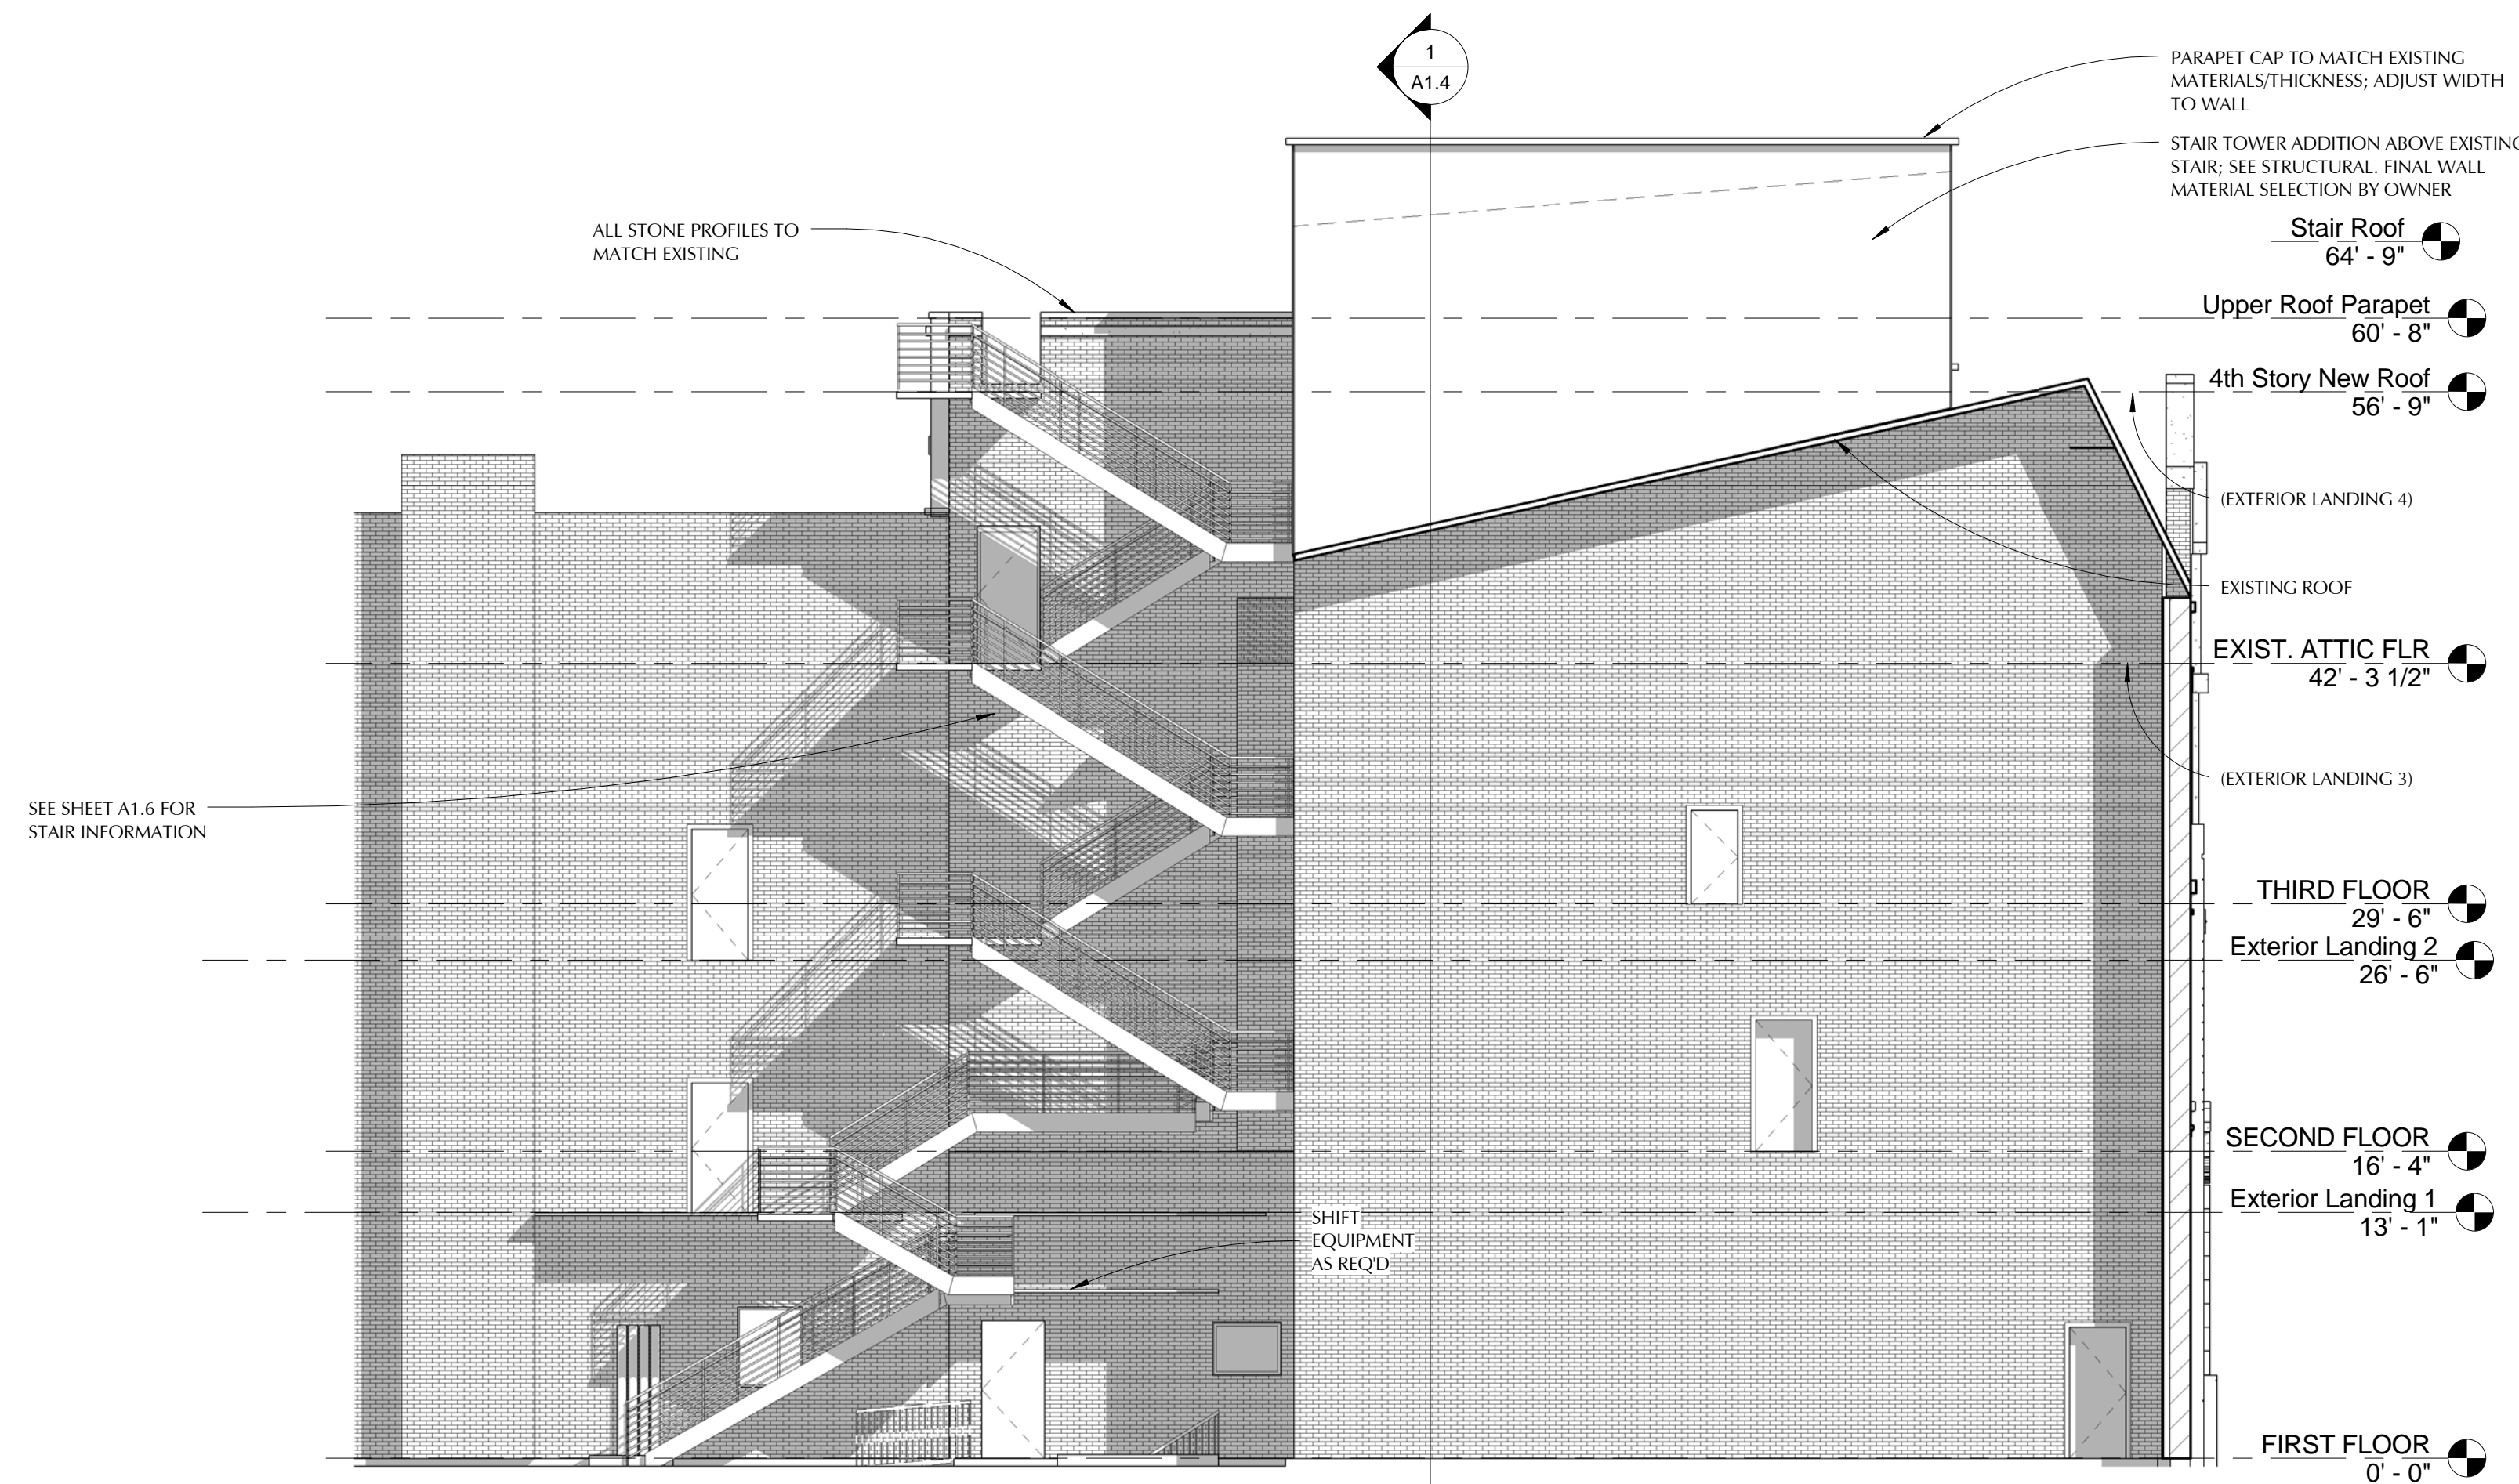 1
A1.4
PARAPET CAP TO MATCH EXISTING
MATERIALS/THICKNESS; ADJUST WIDTH
TO WALL
STAIR TOWER ADDITION ABOVE EXISTING
STAIR; SEE STRUCTURAL. FINAL WALL
MATERIAL SELECTION BY OWNER
ALL STONE PROFILES TO
MATCH EXISTING
Stair Roof
64' - 9"
Upper Roof Parapet
60' - 8"
4th Story New Roof
56' - 9"
(EXTERIOR LANDING 4)
EXISTING ROOF
EXIST. ATTIC FLR
42' - 3 1/2"
(EXTERIOR LANDING 3)
SEE SHEET A1.6 FOR
STAIR INFORMATION
THIRD FLOOR
29' - 6"
Exterior Landing 2
26' - 6"
SECOND FLOOR
16' - 4"
Exterior Landing 1
13' - 1"
SHIFT
EQUIPMENT
AS REQ'D
FIRST FLOOR
0' - 0"